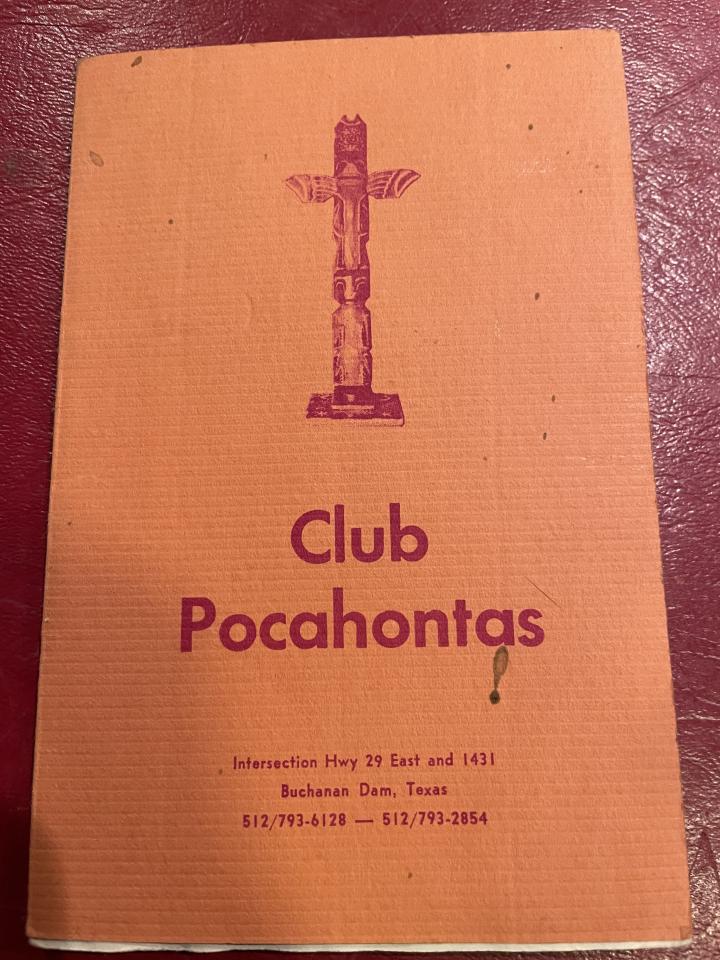 Club
Pocahontas
Intersection Hwy 29 East and 1431
Buchanan Dam, Texas
512/793-6128 — 512/793-2854